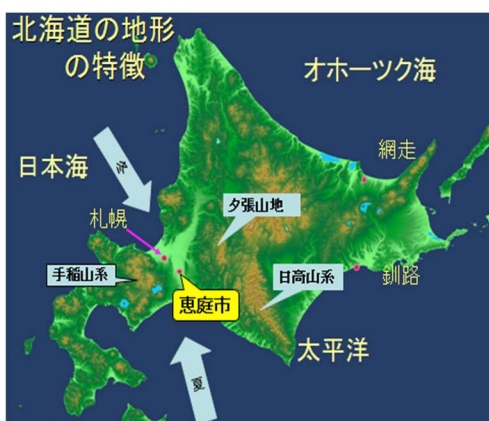 北海道の地形
の特徴
オホーツク海
網走
日本海
冬
夕張山地
札幌
手稲山系
日高山系
釧路
恵庭市
太平洋
夏